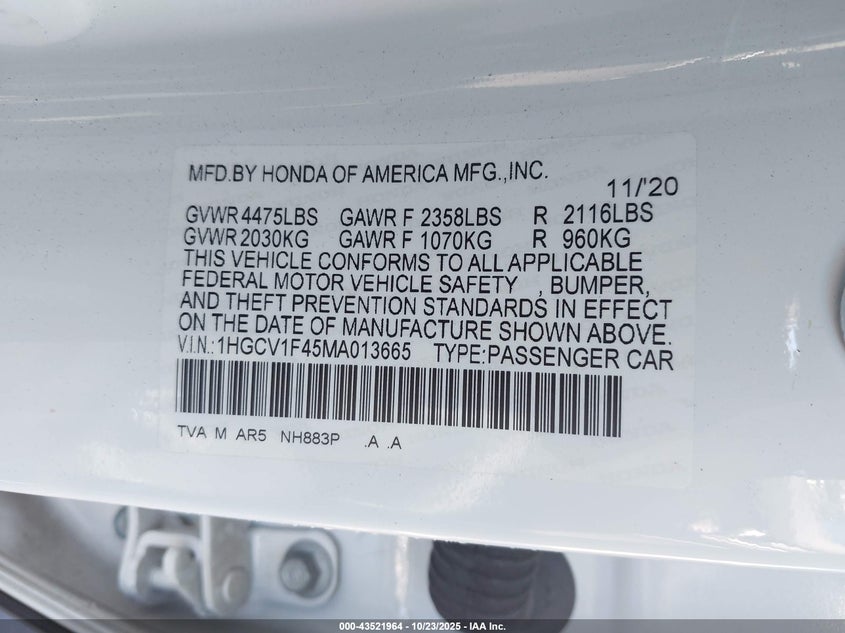 MFD.BY HONDA OF AMERICA MFG.,INC.
11/'20
GVWR 4475LBS GAWR F 2358LBS R 2116LBS
GVWR 2030KG GAWR F 1070KG R 960KG
THIS VEHICLE CONFORMS TO ALL APPLICABLE
FEDERAL MOTOR VEHICLE SAFETY , BUMPER,
AND THEFT PREVENTION STANDARDS IN EFFECT
ON THE DATE OF MANUFACTURE SHOWN ABOVE.
V.I.N.:1HGCV1F45MA013665 TYPE:PASSENGER CAR
TVA M AR5 NH883P .A .A
000-43521964 | 10/23/2025 | IAA Inc.